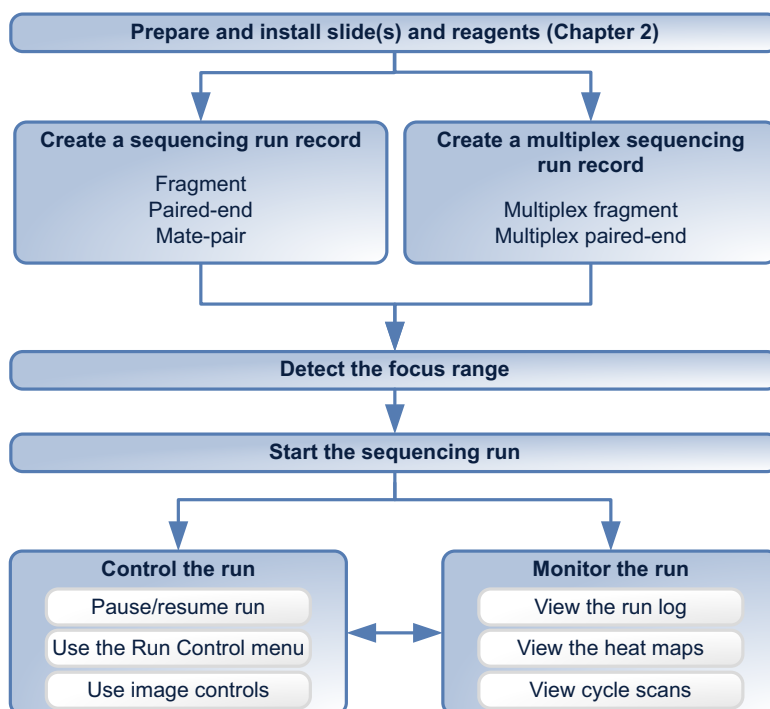 Prepare and install slide(s) and reagents (Chapter 2)
Create a sequencing run record
Fragment
Paired-end
Mate-pair
Create a multiplex sequencing
run record
Multiplex fragment
Multiplex paired-end
Detect the focus range
Start the sequencing run
Control the run
Pause/resume run
Use the Run Control menu
Use image controls
Monitor the run
View the run log
View the heat maps
View cycle scans